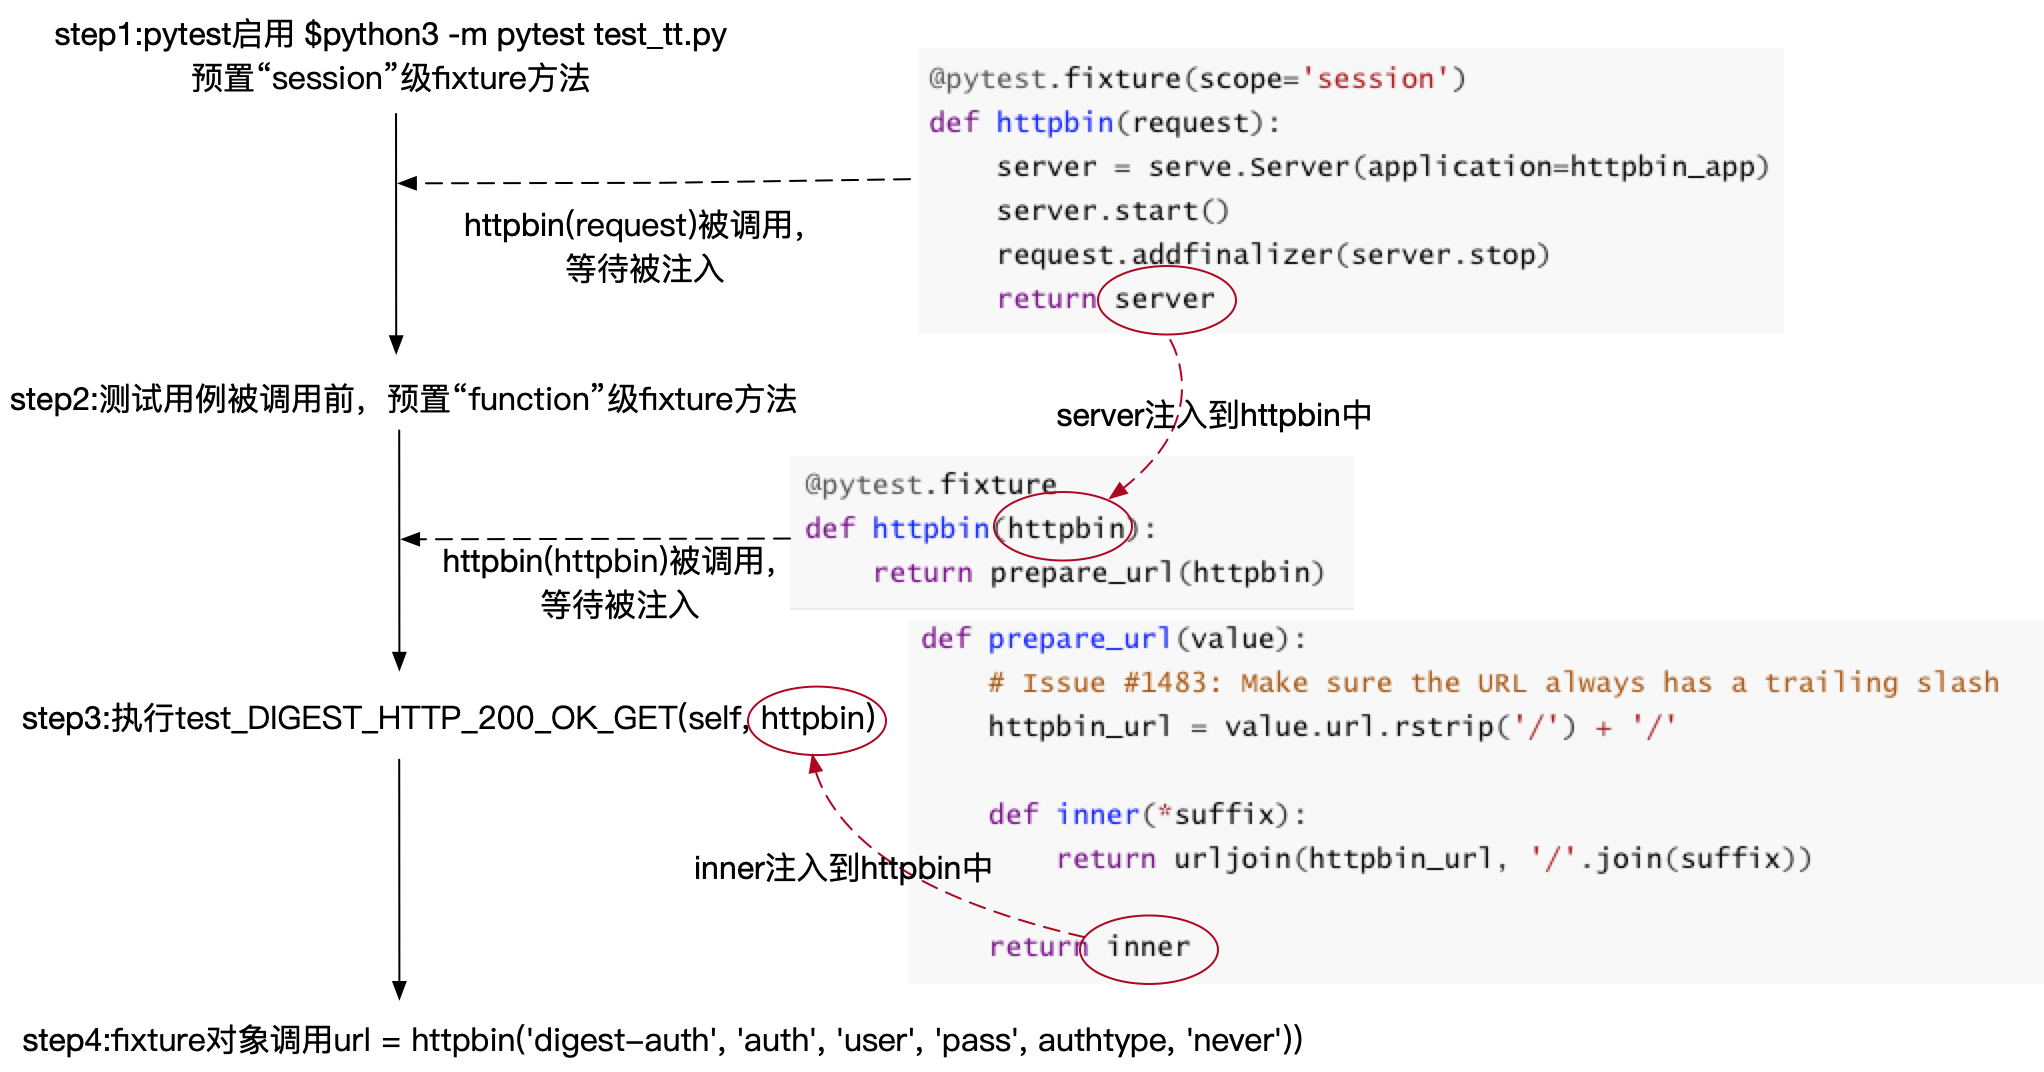 step1:pytest启用 $python3 -m pytest test_tt.py
预置“session”级fixture方法
@pytest.fixture(scope='session')
def httpbin(request):
server = serve.Server(application=httpbin_app)
server.start()
request.addfinalizer(server.stop)
return server
httpbin(request)被调用，
等待被注入
step2:测试用例被调用前，预置“function”级fixture方法
server注入到httpbin中
@pytest.fixture
def httpbin(httpbin):
return prepare_url(httpbin)
httpbin(httpbin)被调用，
等待被注入
def prepare_url(value):
# Issue #1483: Make sure the URL always has a trailing slash
httpbin_url = value.url.rstrip('/') + '/'
def inner(*suffix):
return urljoin(httpbin_url, '/'.join(suffix))
return inner
step3:执行test_DIGEST_HTTP_200_OK_GET(self, httpbin)
inner注入到httpbin中
step4:fixture对象调用url = httpbin('digest-auth', 'auth', 'user', 'pass', authtype, 'never'))